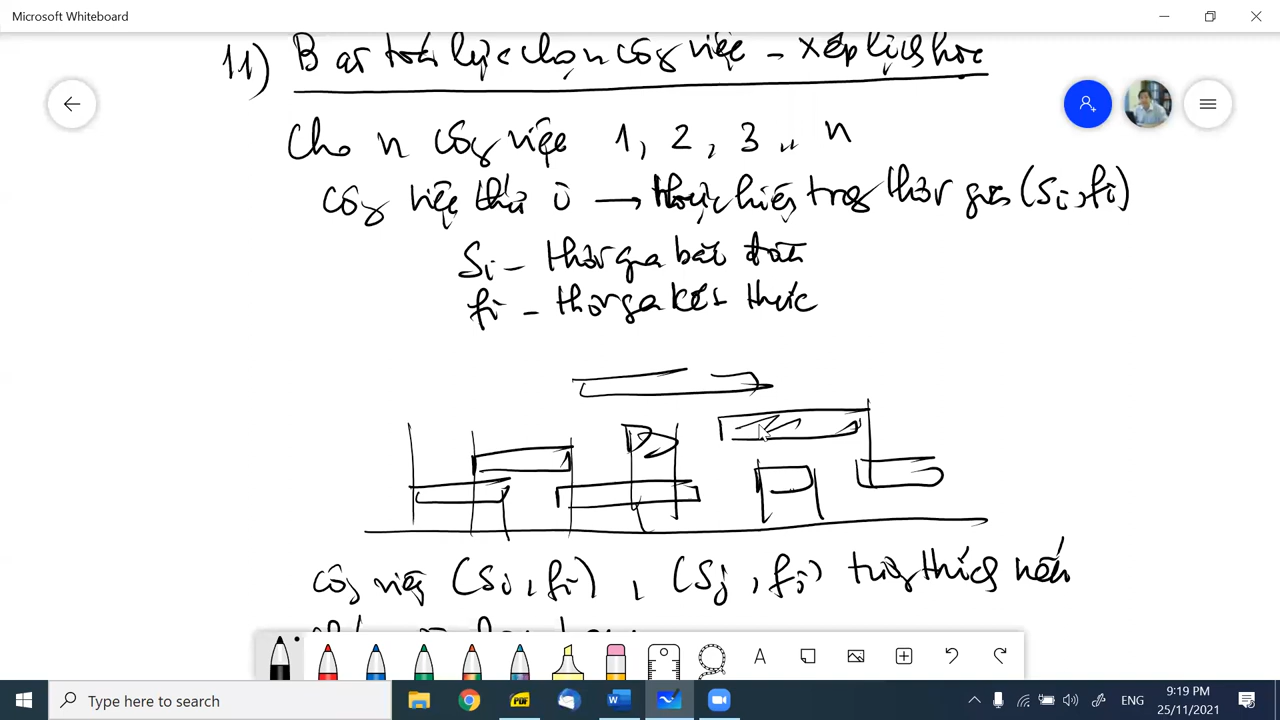 Microsoft Whiteboard
11) Bài toán lựa chọn công việc - xếp lịch học
Cho n công việc 1, 2, 3 .. n
công việc thứ i → thực hiện trong thời gian (si, fi)
Si - thời gian bắt đầu
fi - thời gian kết thúc
công việc (si, fi), (sj, fj) tương thích nếu
A
Type here to search
PDF
ENG
9:19 PM
25/11/2021